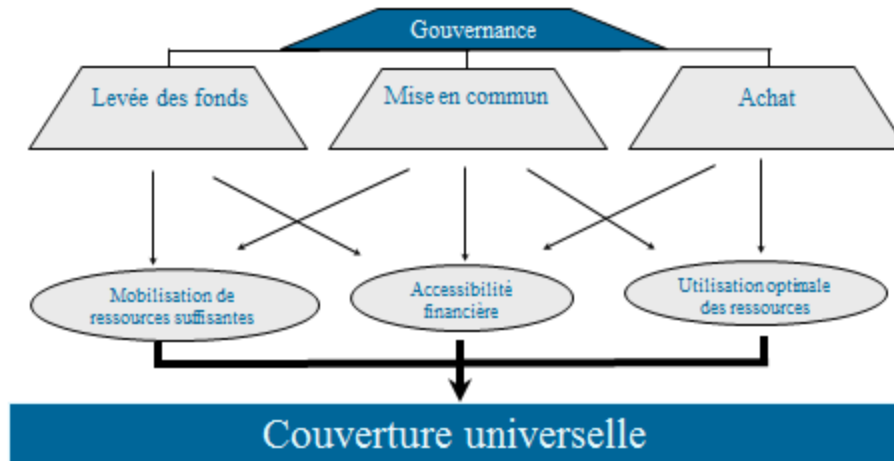 Gouvernance
Levée des fonds
Mise en commun
Achat
Mobilisation de
ressources suffisantes
Accessibilité
financière
Utilisation optimale
des ressources
Couverture universelle